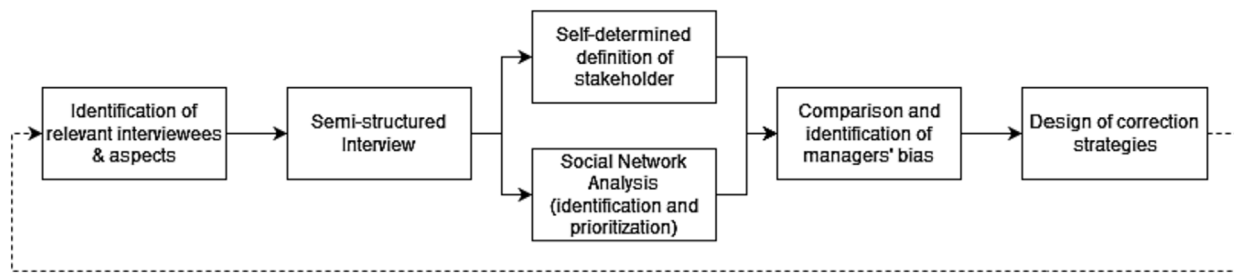 Identification of
relevant interviewees
& aspects
Semi-structured
Interview
Self-determined
definition of
stakeholder
Social Network
Analysis
(identification and
prioritization)
Comparison and
identification of
managers' bias
Design of correction
strategies